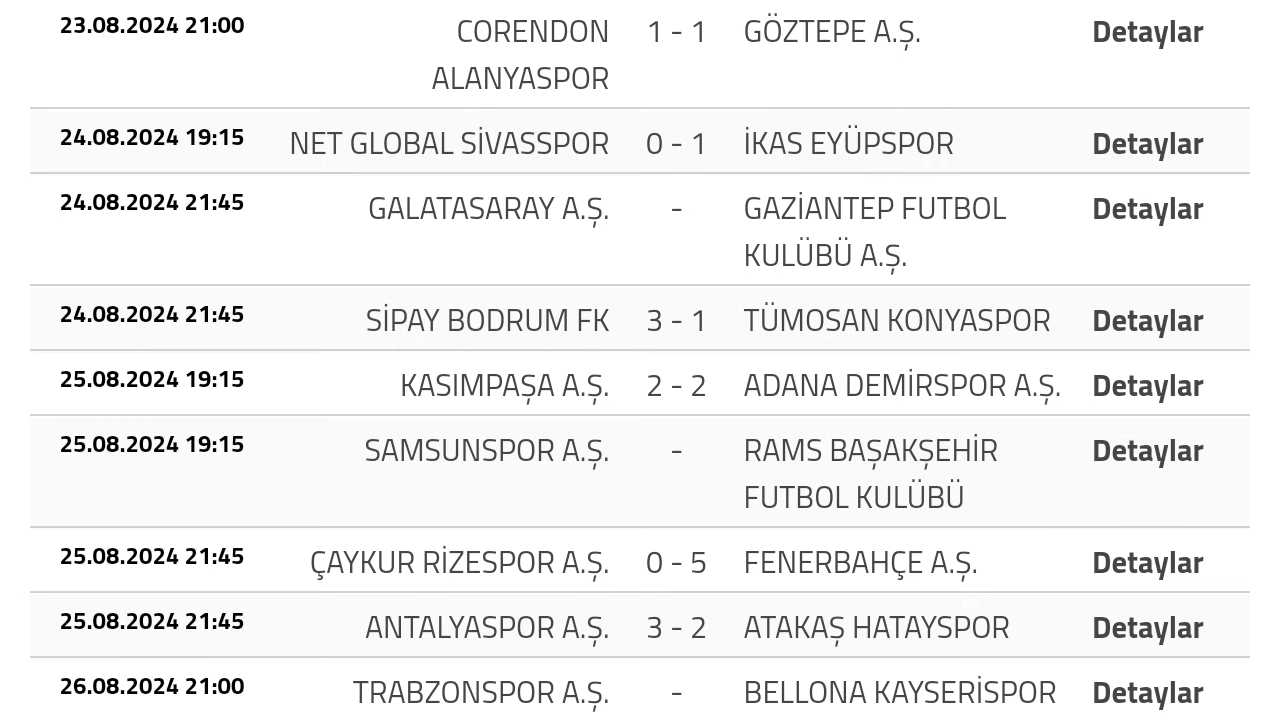 23.08.2024 21:00 CORENDON 1 - 1 GÖZTEPE A.Ş. Detaylar
ALANYASPOR
24.08.2024 19:15 NET GLOBAL SİVASSPOR 0 - 1 İKAS EYÜPSPOR Detaylar
24.08.2024 21:45 GALATASARAY A.Ş. - GAZİANTEP FUTBOL Detaylar
KULÜBÜ A.Ş.
24.08.2024 21:45 SİPAY BODRUM FK 3 - 1 TÜMOSAN KONYASPOR Detaylar
25.08.2024 19:15 KASIMPAŞA A.Ş. 2 - 2 ADANA DEMİRSPOR A.Ş. Detaylar
25.08.2024 19:15 SAMSUNSPOR A.Ş. - RAMS BAŞAKŞEHİR Detaylar
FUTBOL KULÜBÜ
25.08.2024 21:45 ÇAYKUR RİZESPOR A.Ş. 0 - 5 FENERBAHÇE A.Ş. Detaylar
25.08.2024 21:45 ANTALYASPOR A.Ş. 3 - 2 ATAKAŞ HATAYSPOR Detaylar
26.08.2024 21:00 TRABZONSPOR A.Ş. - BELLONA KAYSERİSPOR Detaylar